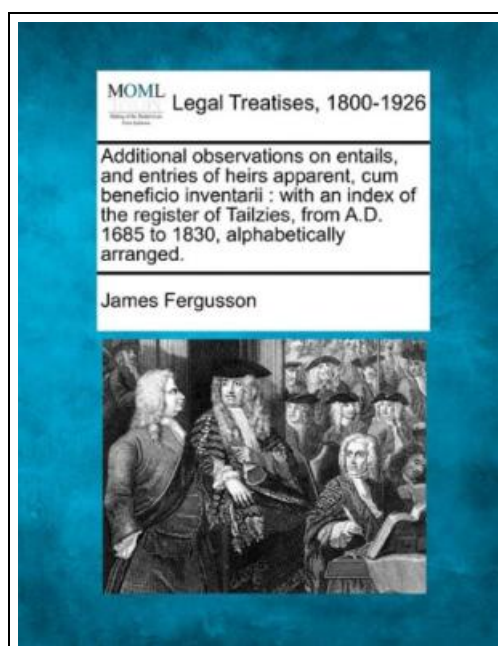 MOML
Legal Treatises, 1800-1926
Additional observations on entails,
and entries of heirs apparent, cum
beneficio inventarii : with an index of
the register of Tailzies, from A.D.
1685 to 1830, alphabetically
arranged.
James Fergusson